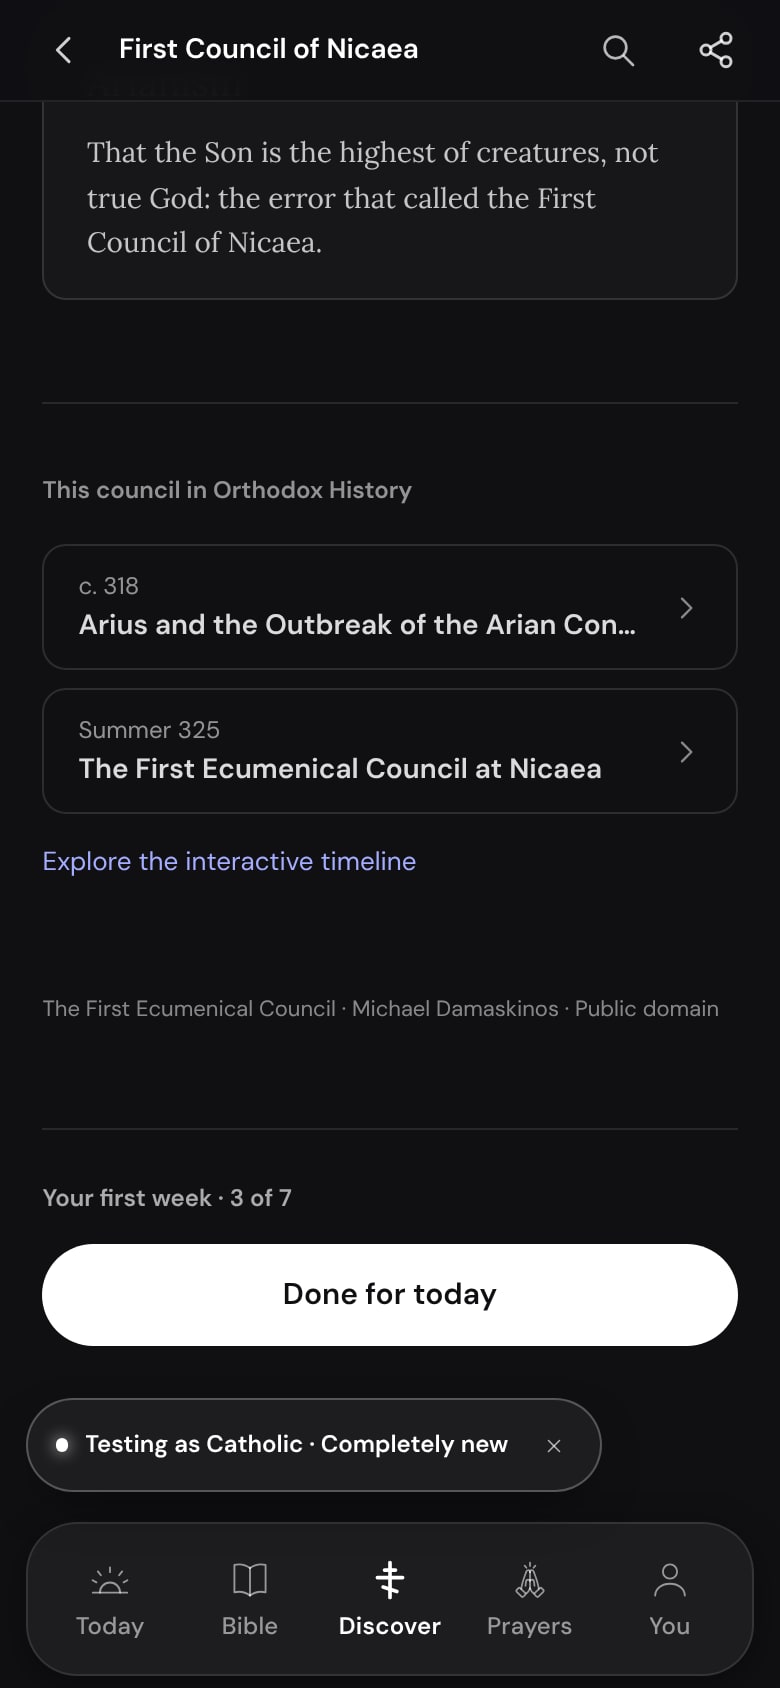 First Council of Nicaea
Arianism
That the Son is the highest of creatures, not
true God: the error that called the First
Council of Nicaea.
This council in Orthodox History
c. 318
Arius and the Outbreak of the Arian Con...
Summer 325
The First Ecumenical Council at Nicaea
Explore the interactive timeline
The First Ecumenical Council · Michael Damaskinos · Public domain
Your first week · 3 of 7
Done for today
Testing as Catholic · Completely new
Today
Bible
Discover
Prayers
You